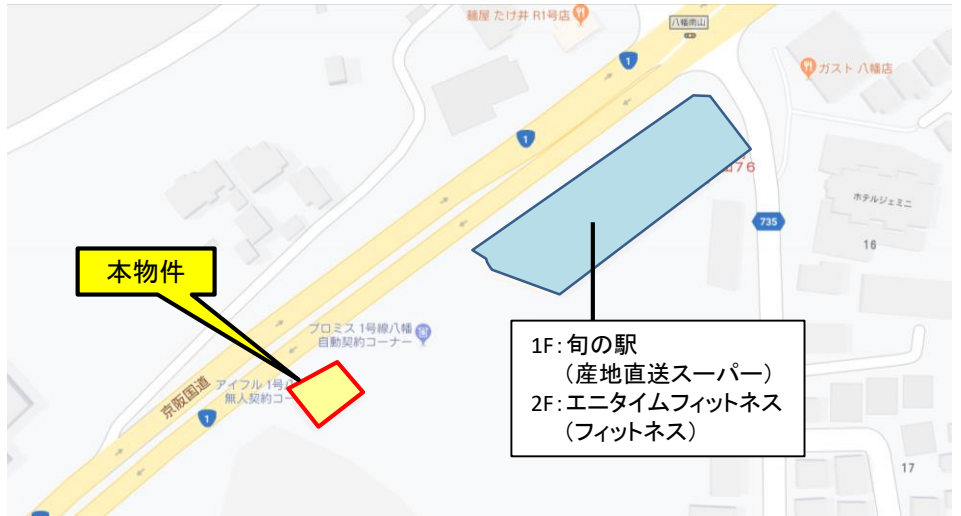 麺屋 たけ井 R1号店
八幡南山
1
ガスト 八幡店
1
76
ホテルジェミニ
735
16
本物件
プロミス 1号線八幡
自動契約コーナー
1F：旬の駅
（産地直送スーパー）
2F：エニタイムフィットネス
（フィットネス）
京阪国道
アイフル 1号
無人契約コー
1
17